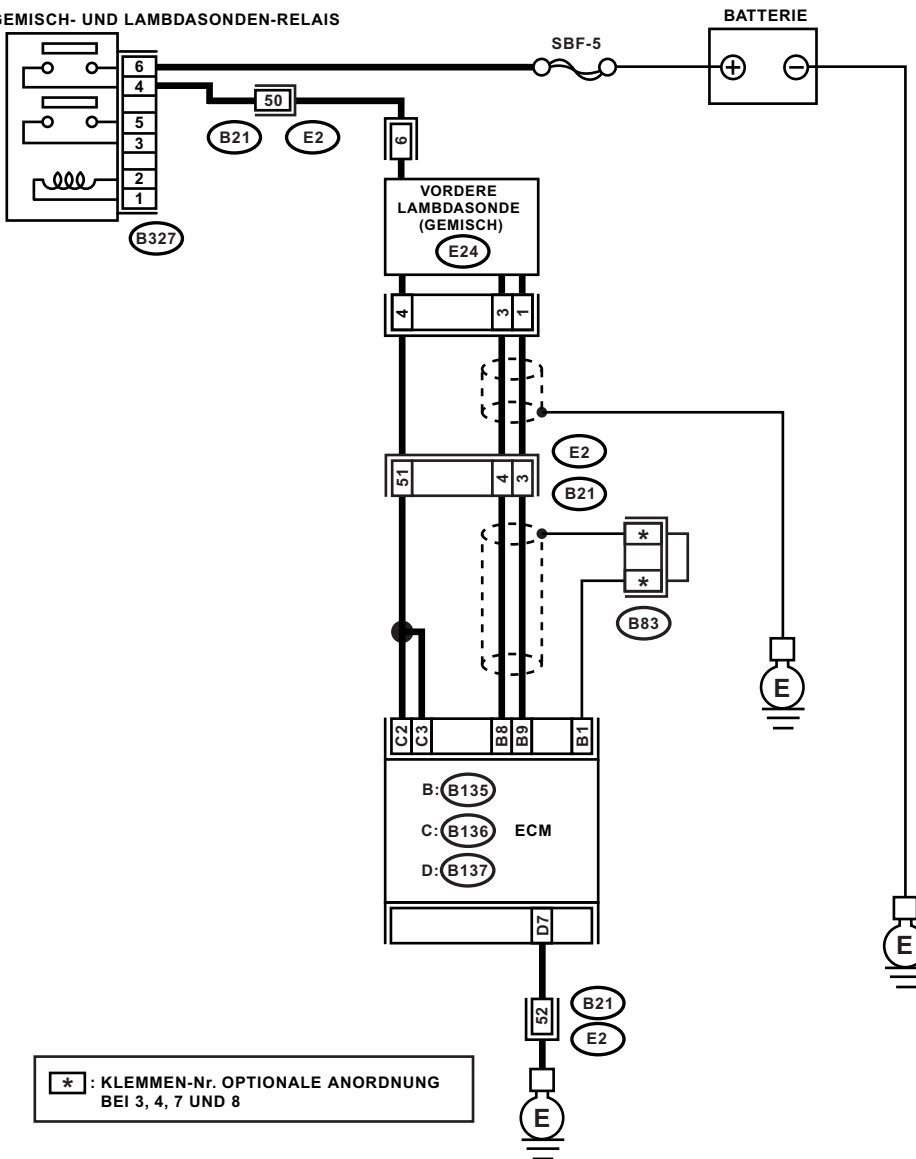 GEMISCH- UND LAMBDASONDEN-RELAIS
BATTERIE
SBF-5
6
4
5
3
2
1
B327
50
B21
E2
6
VORDERE
LAMBDASONDE
(GEMISCH)
E24
4
3
1
E2
51
4
3
B21
*
*
B83
E
C2
C3
B8
B9
B1
B: B135
C: B136
ECM
D: B137
D7
E
52
B21
E2
* : KLEMMEN-Nr. OPTIONALE ANORDNUNG
BEI 3, 4, 7 UND 8
E